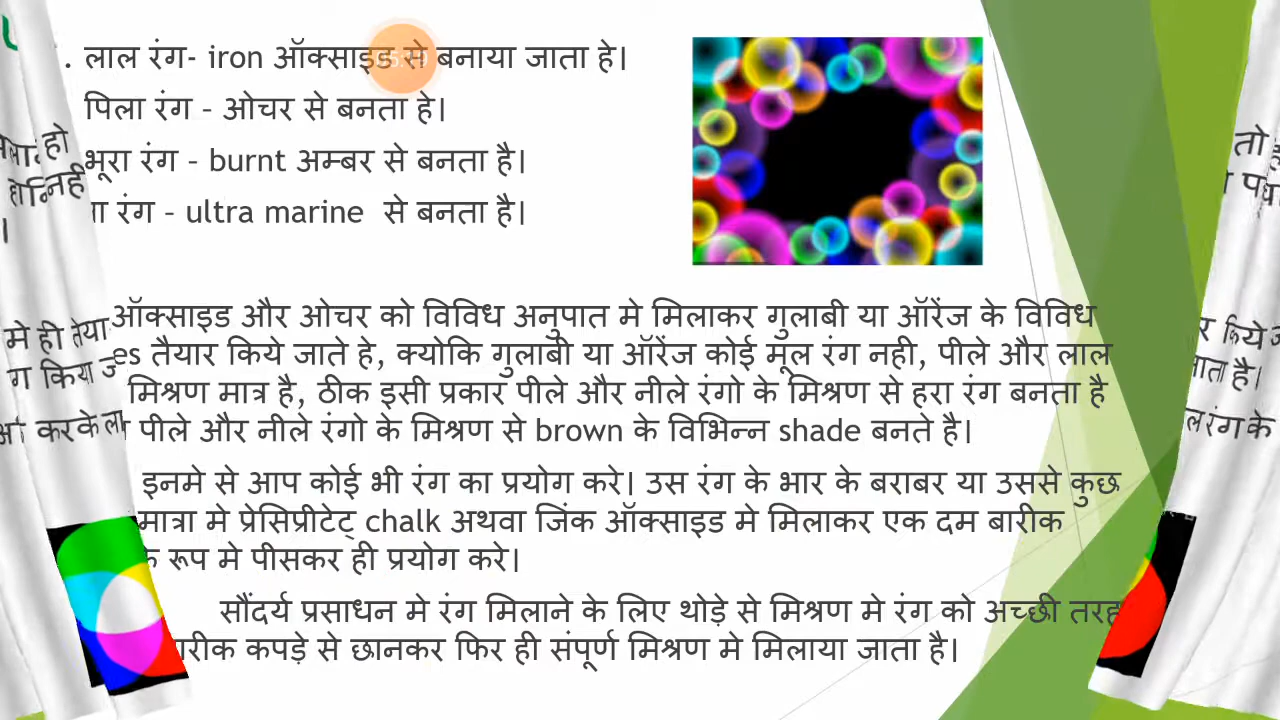 . लाल रंग- iron ऑक्साइड से बनाया जाता हे।
पिला रंग - ओचर से बनता हे।
भूरा रंग - burnt अम्बर से बनता है।
रंग - ultra marine से बनता है।
ऑक्साइड और ओचर को विविध अनुपात मे मिलाकर गुलाबी या ऑरेंज के विविध
es तैयार किये जाते हे, क्योकि गुलाबी या ऑरेंज कोई मूल रंग नही, पीले और लाल
मिश्रण मात्र है, ठीक इसी प्रकार पीले और नीले रंगो के मिश्रण से हरा रंग बनता है
पीले और नीले रंगो के मिश्रण से brown के विभिन्न shade बनते है।
इनमे से आप कोई भी रंग का प्रयोग करे। उस रंग के भार के बराबर या उससे कुछ
मात्रा मे प्रेसिप्रीटेट् chalk अथवा जिंक ऑक्साइड मे मिलाकर एक दम बारीक
के रूप मे पीसकर ही प्रयोग करे।
सौंदर्य प्रसाधन मे रंग मिलाने के लिए थोड़े से मिश्रण मे रंग को अच्छी तरह
कपड़े से छानकर फिर ही संपूर्ण मिश्रण मे मिलाया जाता है।
हो
नही
।
मे ही तैया
ग किया ज
करके ला
तो
र किये
जाता है।
रंग के